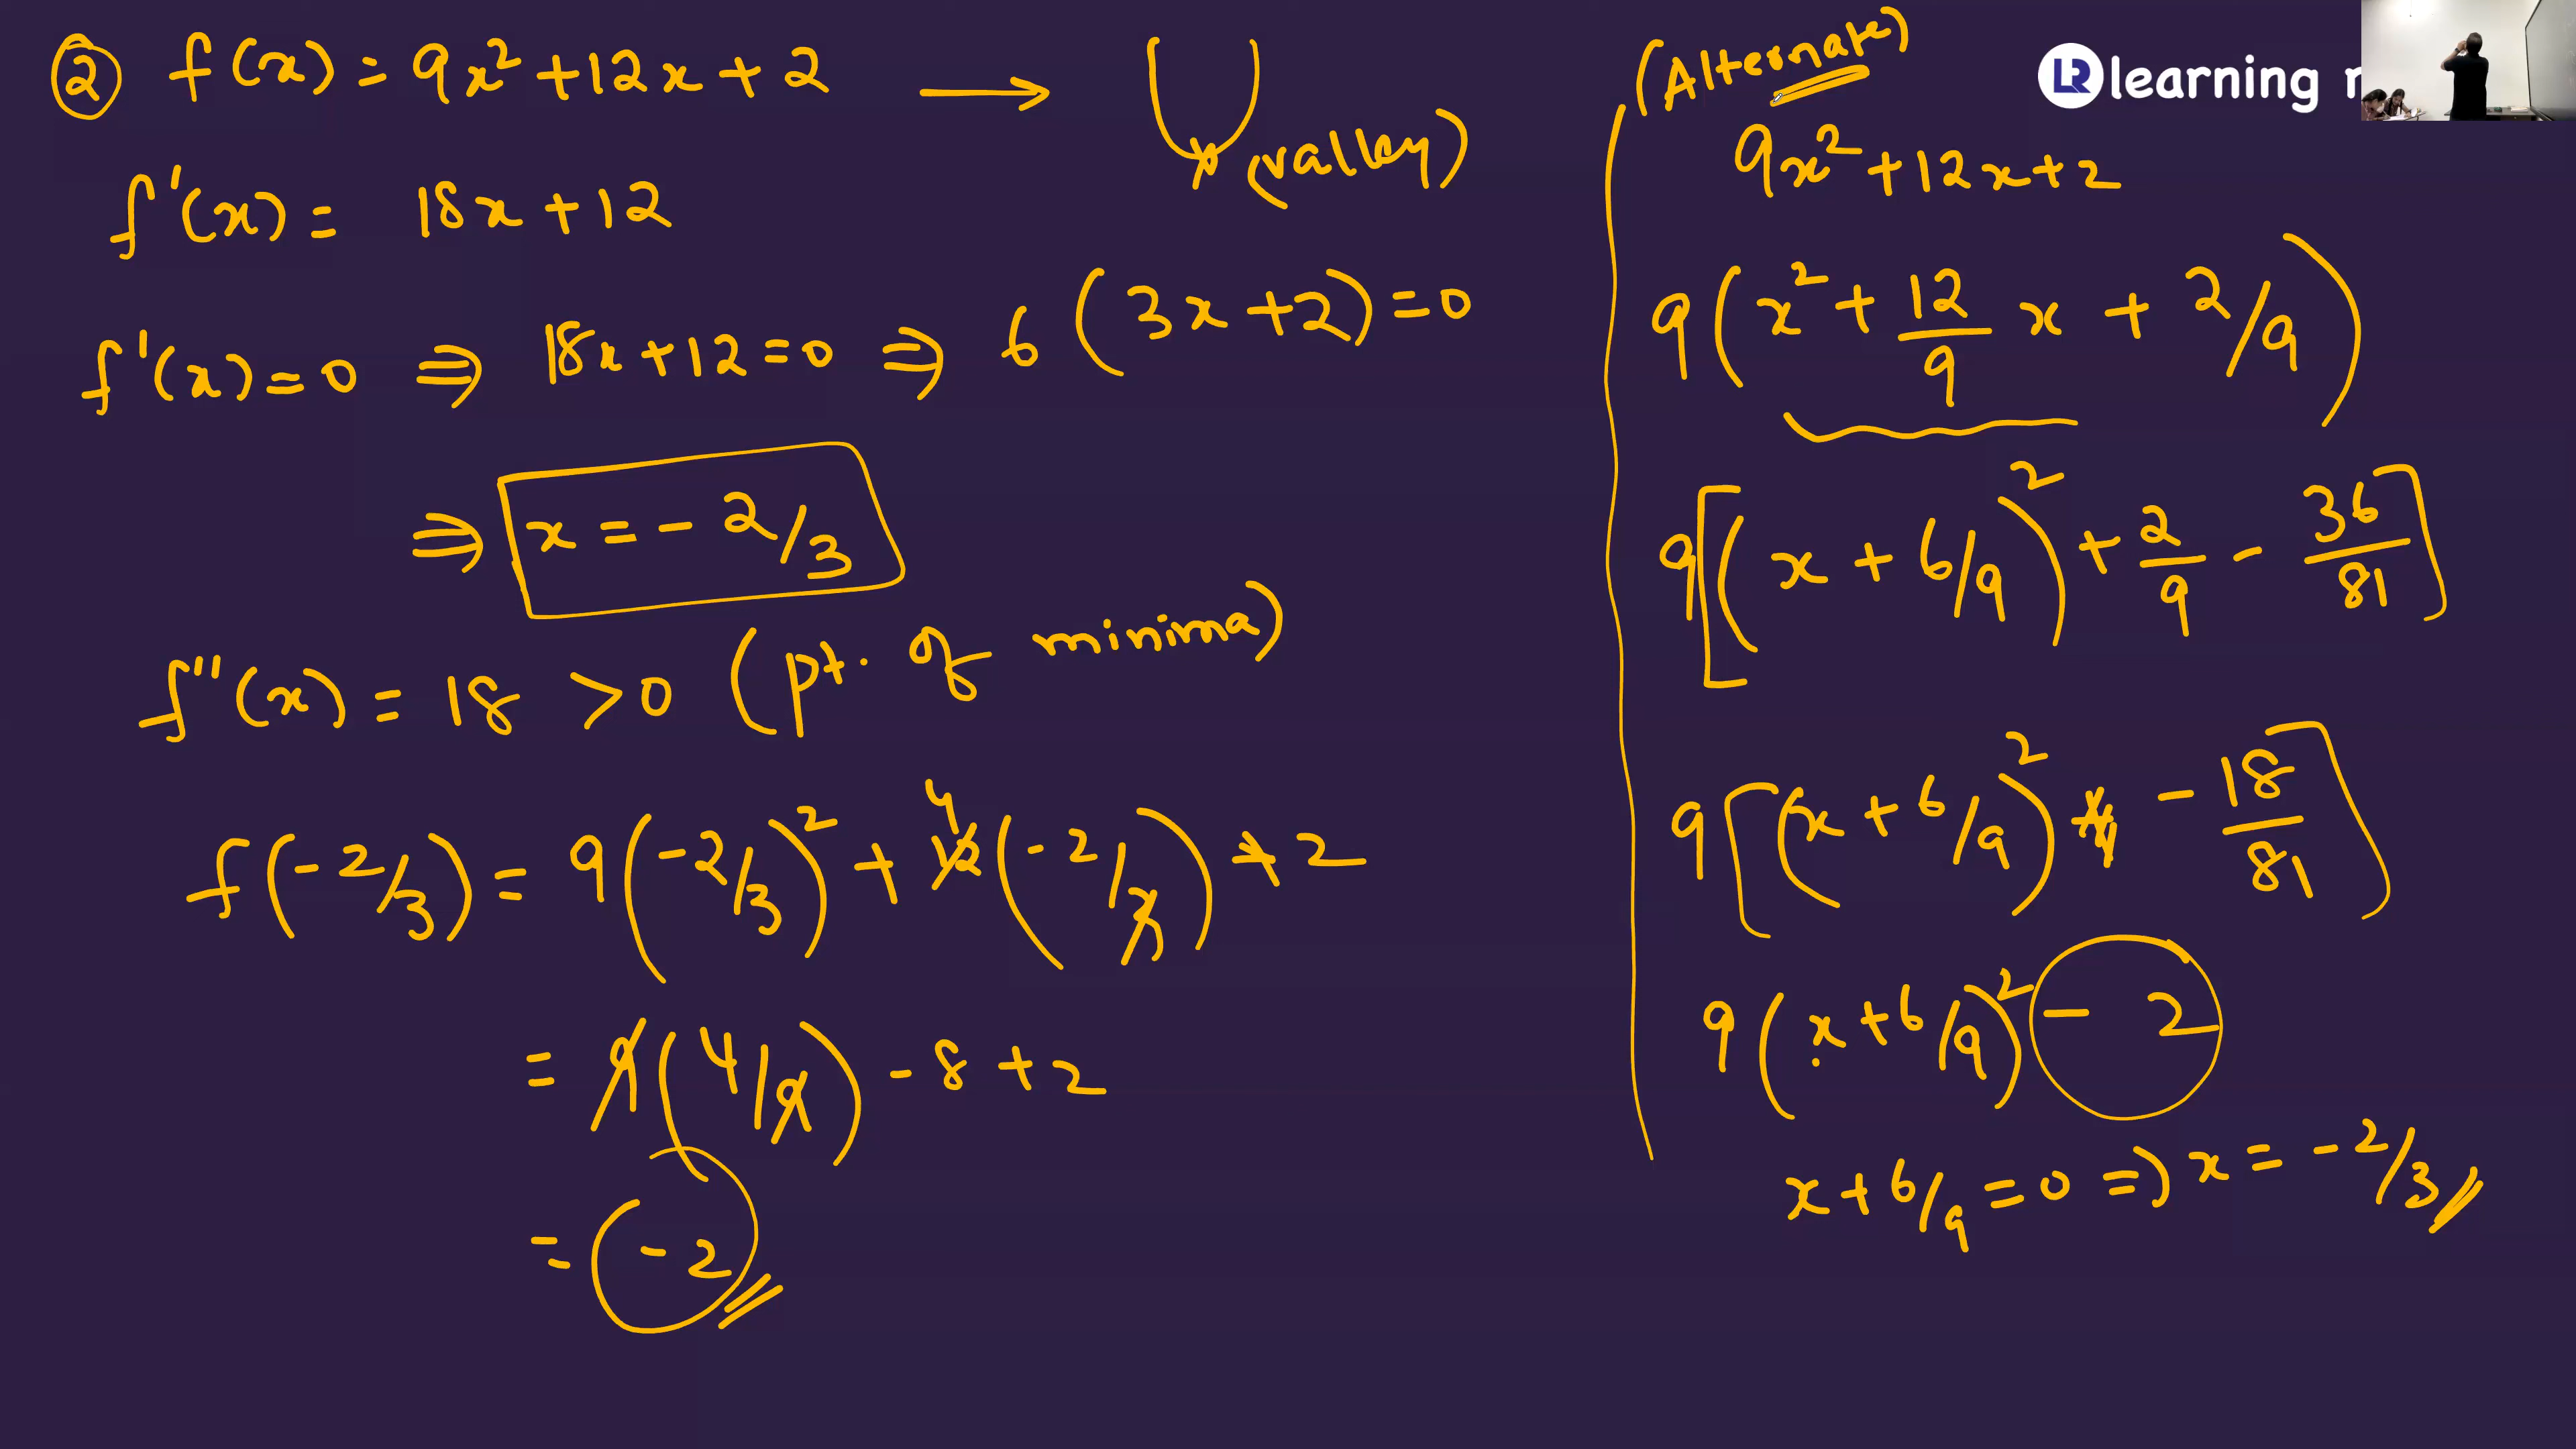 ② f(x) = 9x² + 12x + 2 → (valley)
f'(x) = 18x + 12
f'(x) = 0 ⇒ 18x + 12 = 0 ⇒ 6 (3x + 2) = 0
⇒ x = - 2/3
f''(x) = 18 > 0 (pt. of minima)
f(-2/3) = 9(-2/3)² + 12 4 (-2/3) + 2
= 9(4/9) - 8 + 2
= -2
(Alternate)
learning
9x² + 12x + 2
9(x² + 12/9 x + 2/9)
9[(x + 6/9)² + 2/9 - 36/81]
9[(x + 6/9)² - 18/81]
9(x + 6/9)² - 2
x + 6/9 = 0 => x = - 2/3